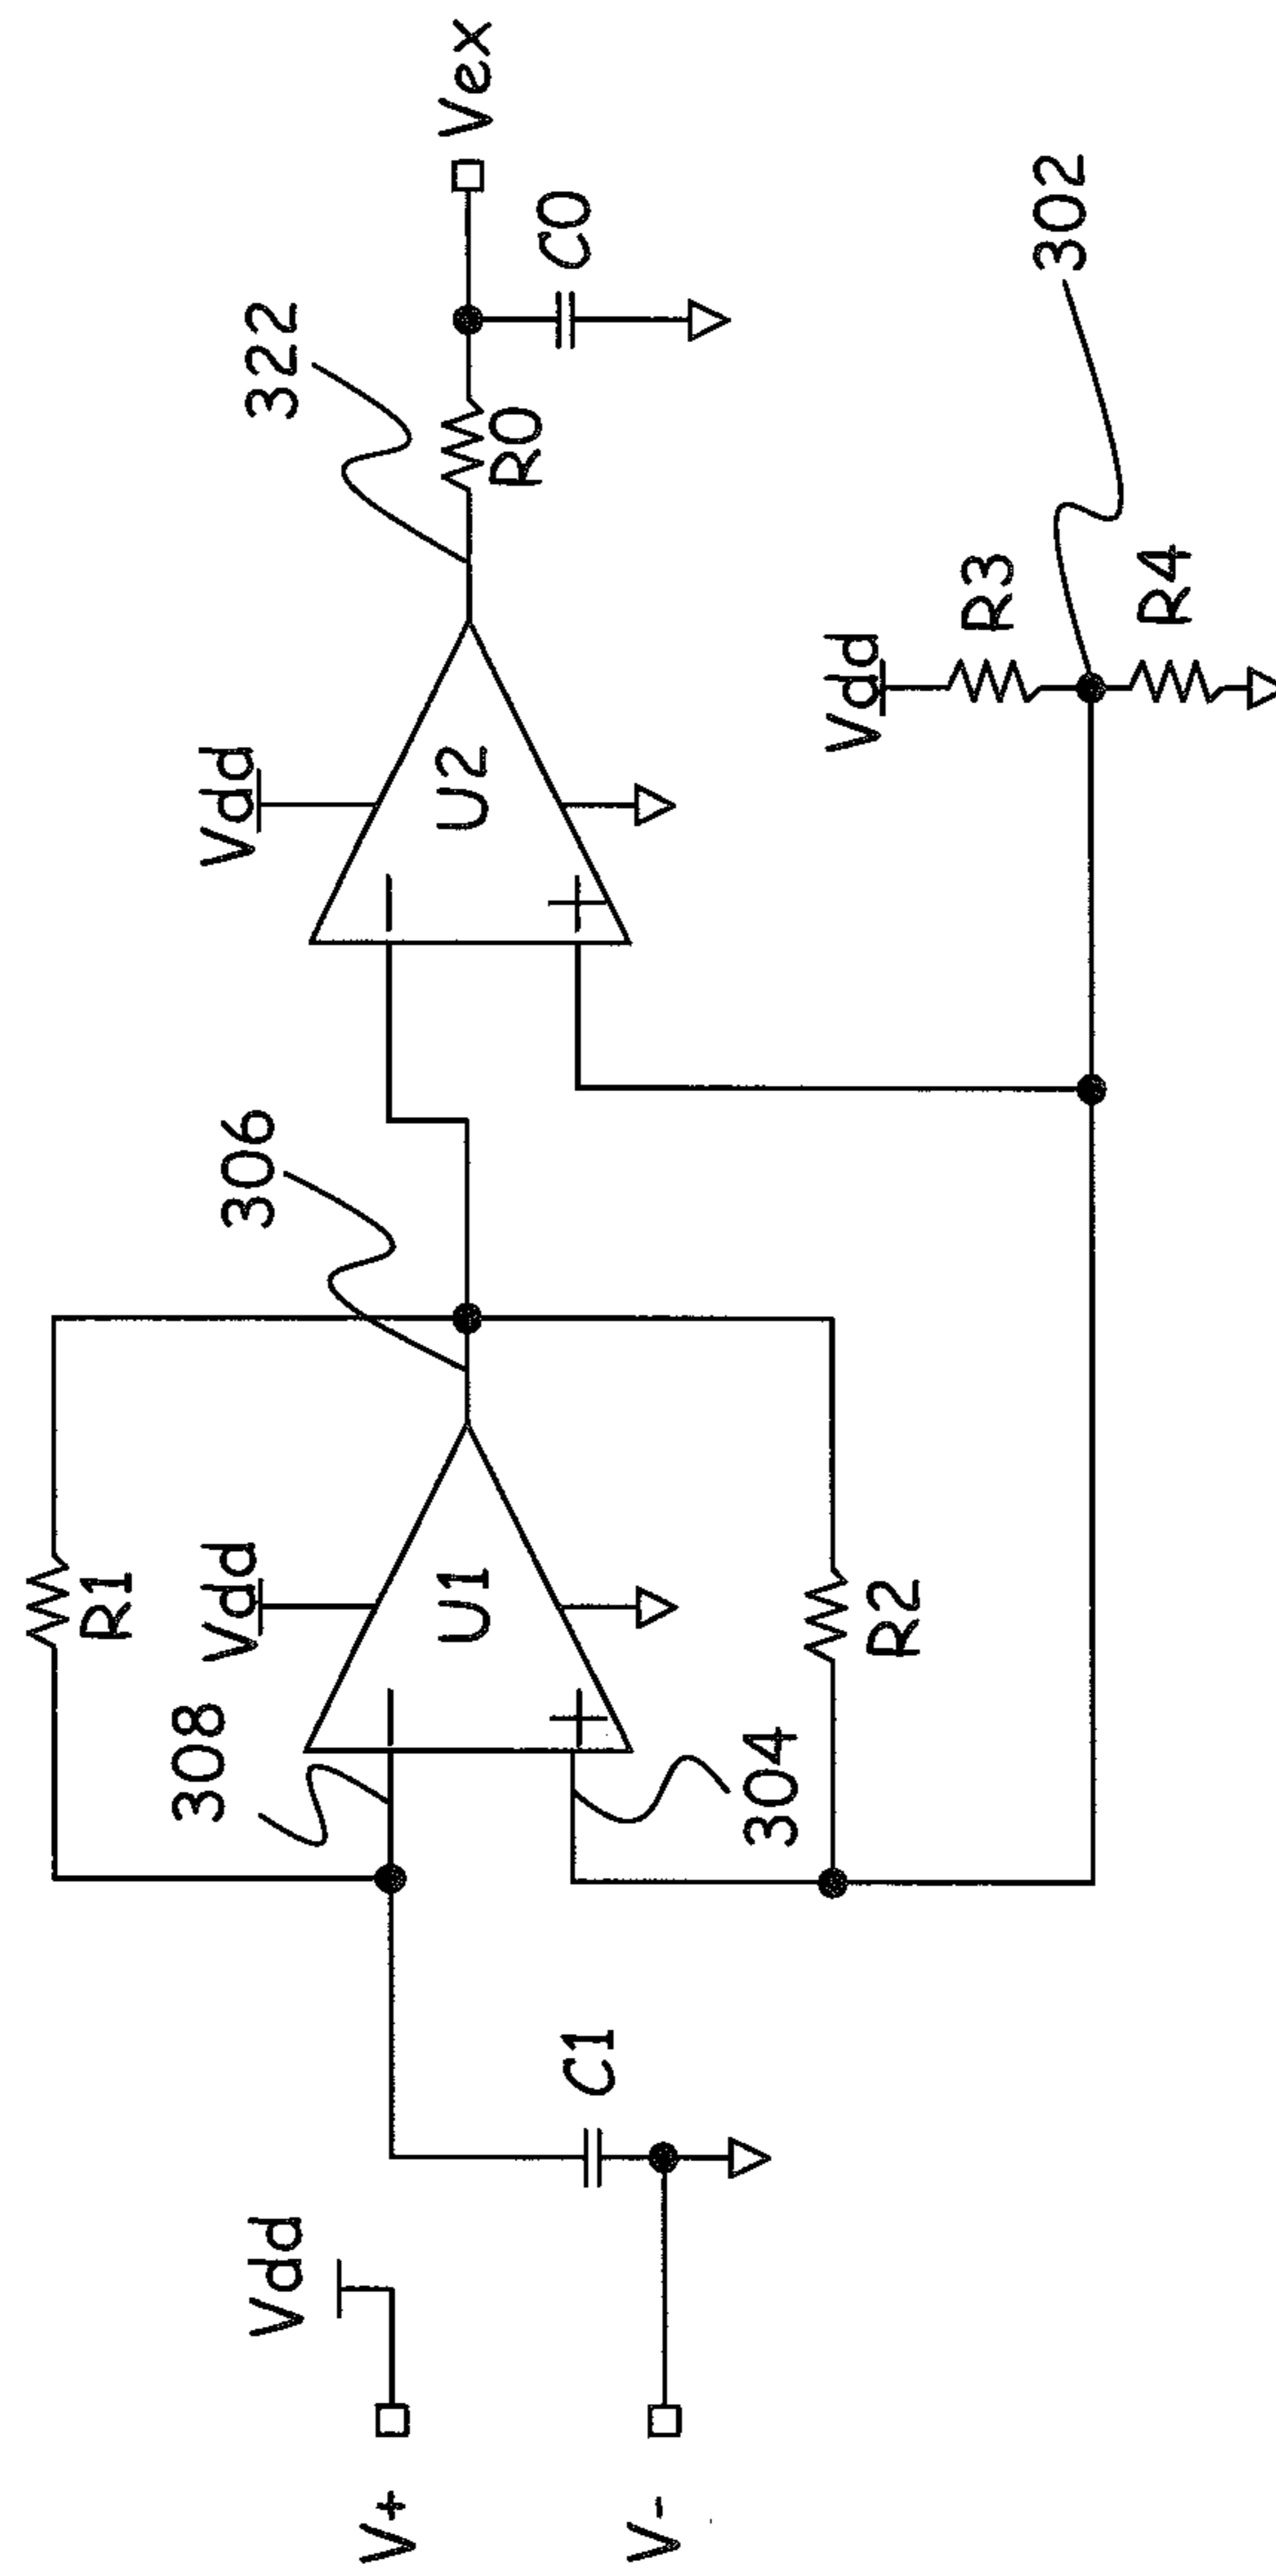 R1
306
322
Vdd
308
Vdd
Vdd
U1
U2
Vex
R0
C0
V+
C1
304
R2
V-
Vdd
R3
302
R4